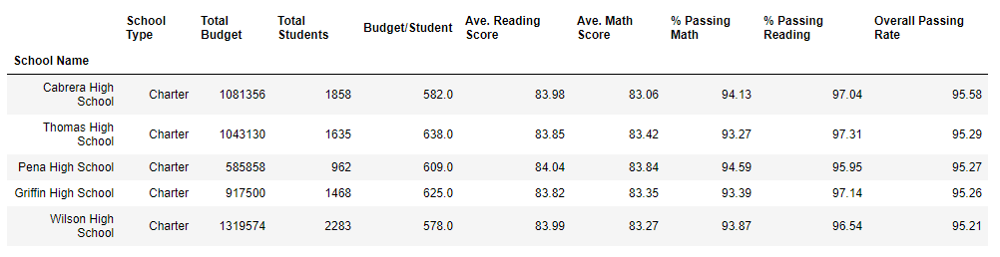 School Type Total Budget Total Students Budget/Student Ave. Reading Score Ave. Math Score % Passing Math % Passing Reading Overall Passing Rate
School Name
Cabrera High School Charter 1081356 1858 582.0 83.98 83.06 94.13 97.04 95.58
Thomas High School Charter 1043130 1635 638.0 83.85 83.42 93.27 97.31 95.29
Pena High School Charter 585858 962 609.0 84.04 83.84 94.59 95.95 95.27
Griffin High School Charter 917500 1468 625.0 83.82 83.35 93.39 97.14 95.26
Wilson High School Charter 1319574 2283 578.0 83.99 83.27 93.87 96.54 95.21